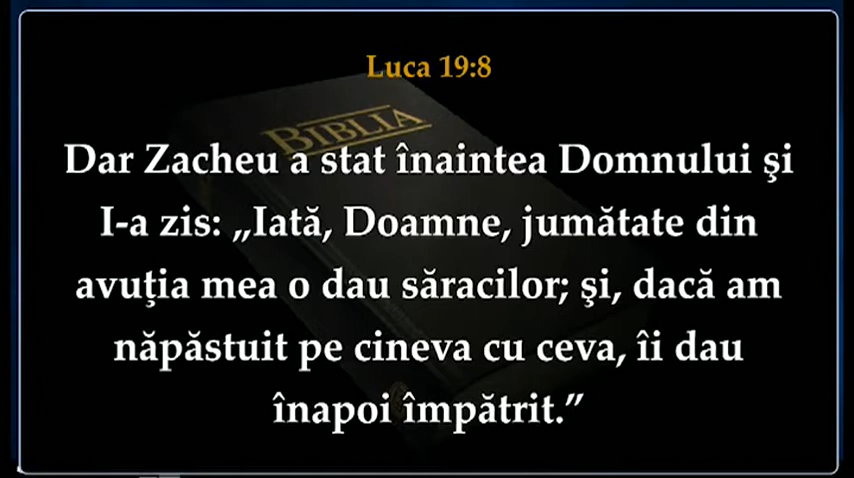 Luca 19:8
BIBLIA
Dar Zacheu a stat înaintea Domnului şi
I-a zis: „Iată, Doamne, jumătate din
avuţia mea o dau săracilor; şi, dacă am
năpăstuit pe cineva cu ceva, îi dau
înapoi împătrit.”